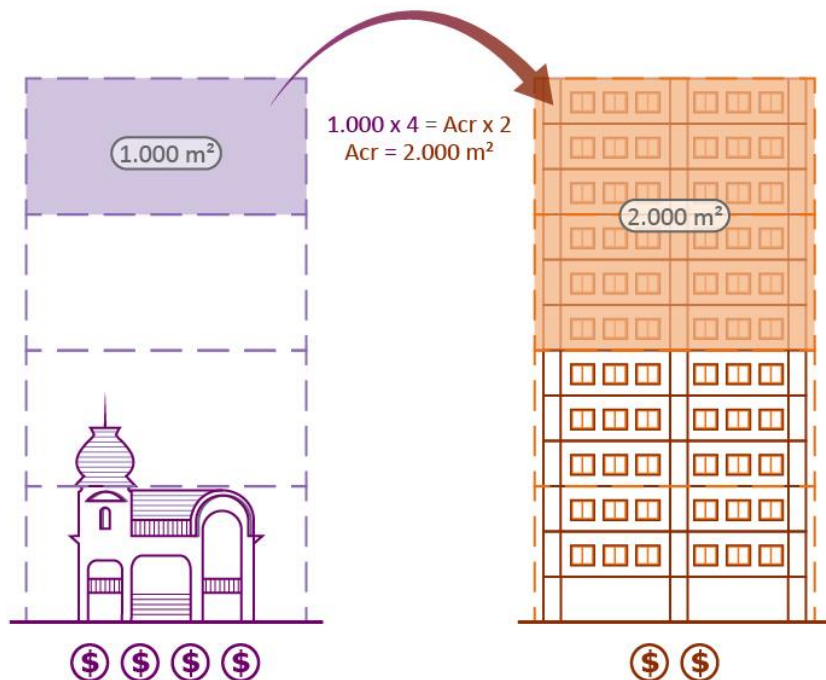 1.000 m²
1.000 x 4 = Acr x 2
Acr = 2.000 m²
2.000 m²
$ $ $ $
$ $